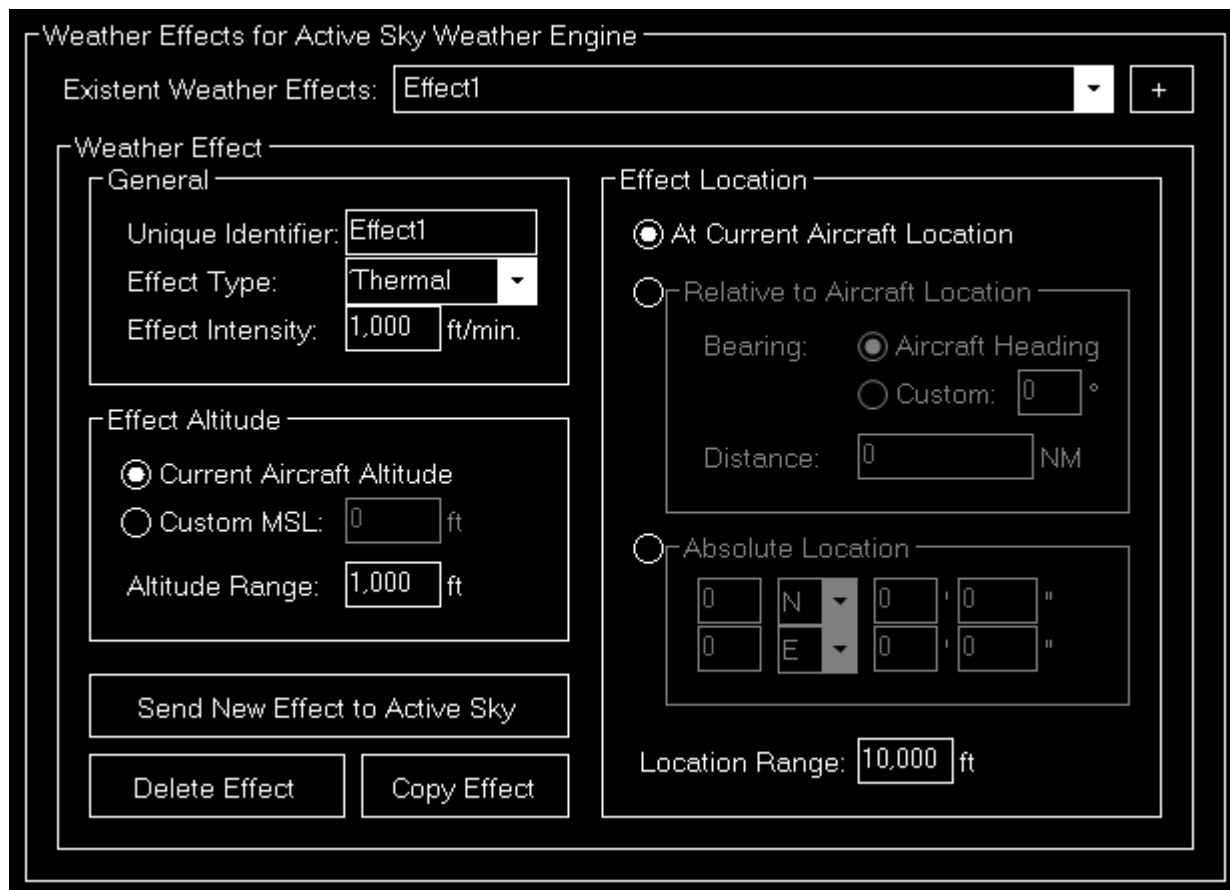 Weather Effects for Active Sky Weather Engine
Existent Weather Effects: Effect1 +
Weather Effect
General
Unique Identifier: Effect1
Effect Type: Thermal
Effect Intensity: 1,000 ft/min.
Effect Altitude
Current Aircraft Altitude
Custom MSL: 0 ft
Altitude Range: 1,000 ft
Send New Effect to Active Sky
Delete Effect Copy Effect
Effect Location
At Current Aircraft Location
Relative to Aircraft Location
Bearing: Aircraft Heading
Custom: 0 °
Distance: 0 NM
Absolute Location
0 N 0 ' 0 "
0 E 0 ' 0 "
Location Range: 10,000 ft